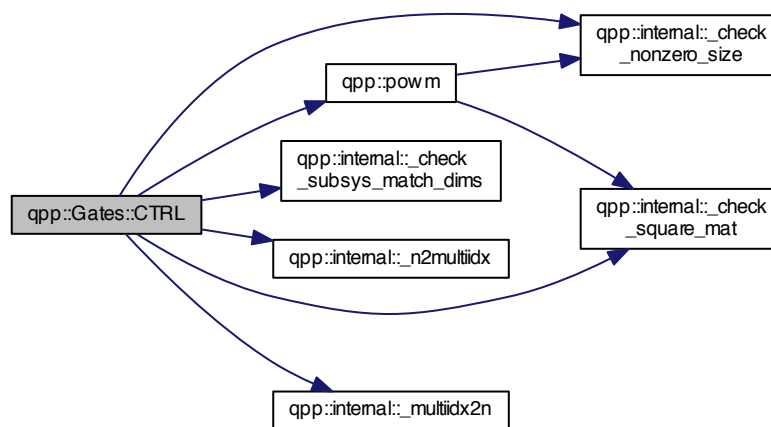 qpp::internal::_check
_nonzero_size
qpp::powm
qpp::internal::_check
_subsys_match_dims
qpp::Gates::CTRL
qpp::internal::_check
_square_mat
qpp::internal::_n2multiidx
qpp::internal::_multiidx2n